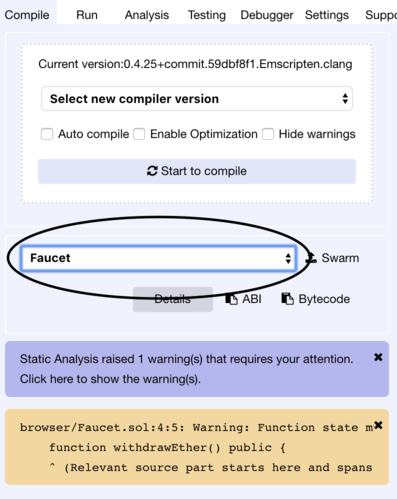 Compile Run Analysis Testing Debugger Settings Suppo
Current version:0.4.25+commit.59dbf8f1.Emscripten.clang
Select new compiler version
Auto compile Enable Optimization Hide warnings
Start to compile
Faucet Swarm
Details ABI Bytecode
Static Analysis raised 1 warning(s) that requires your attention.
Click here to show the warning(s).
browser/Faucet.sol:4:5: Warning: Function state m
function withdrawEther() public {
^ (Relevant source part starts here and spans